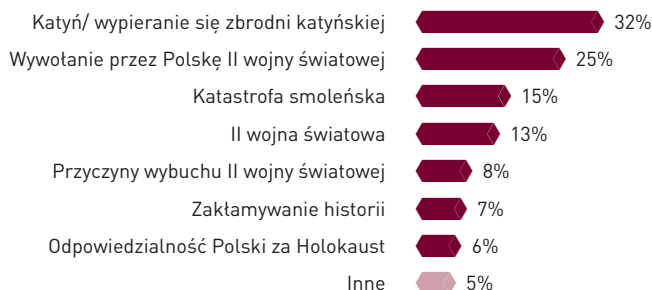 Katyń/ wypieranie się zbrodni katyńskiej 32%
Wywołanie przez Polskę II wojny światowej 25%
Katastrofa smoleńska 15%
II wojna światowa 13%
Przyczyny wybuchu II wojny światowej 8%
Zakłamywanie historii 7%
Odpowiedzialność Polski za Holokaust 6%
Inne 5%